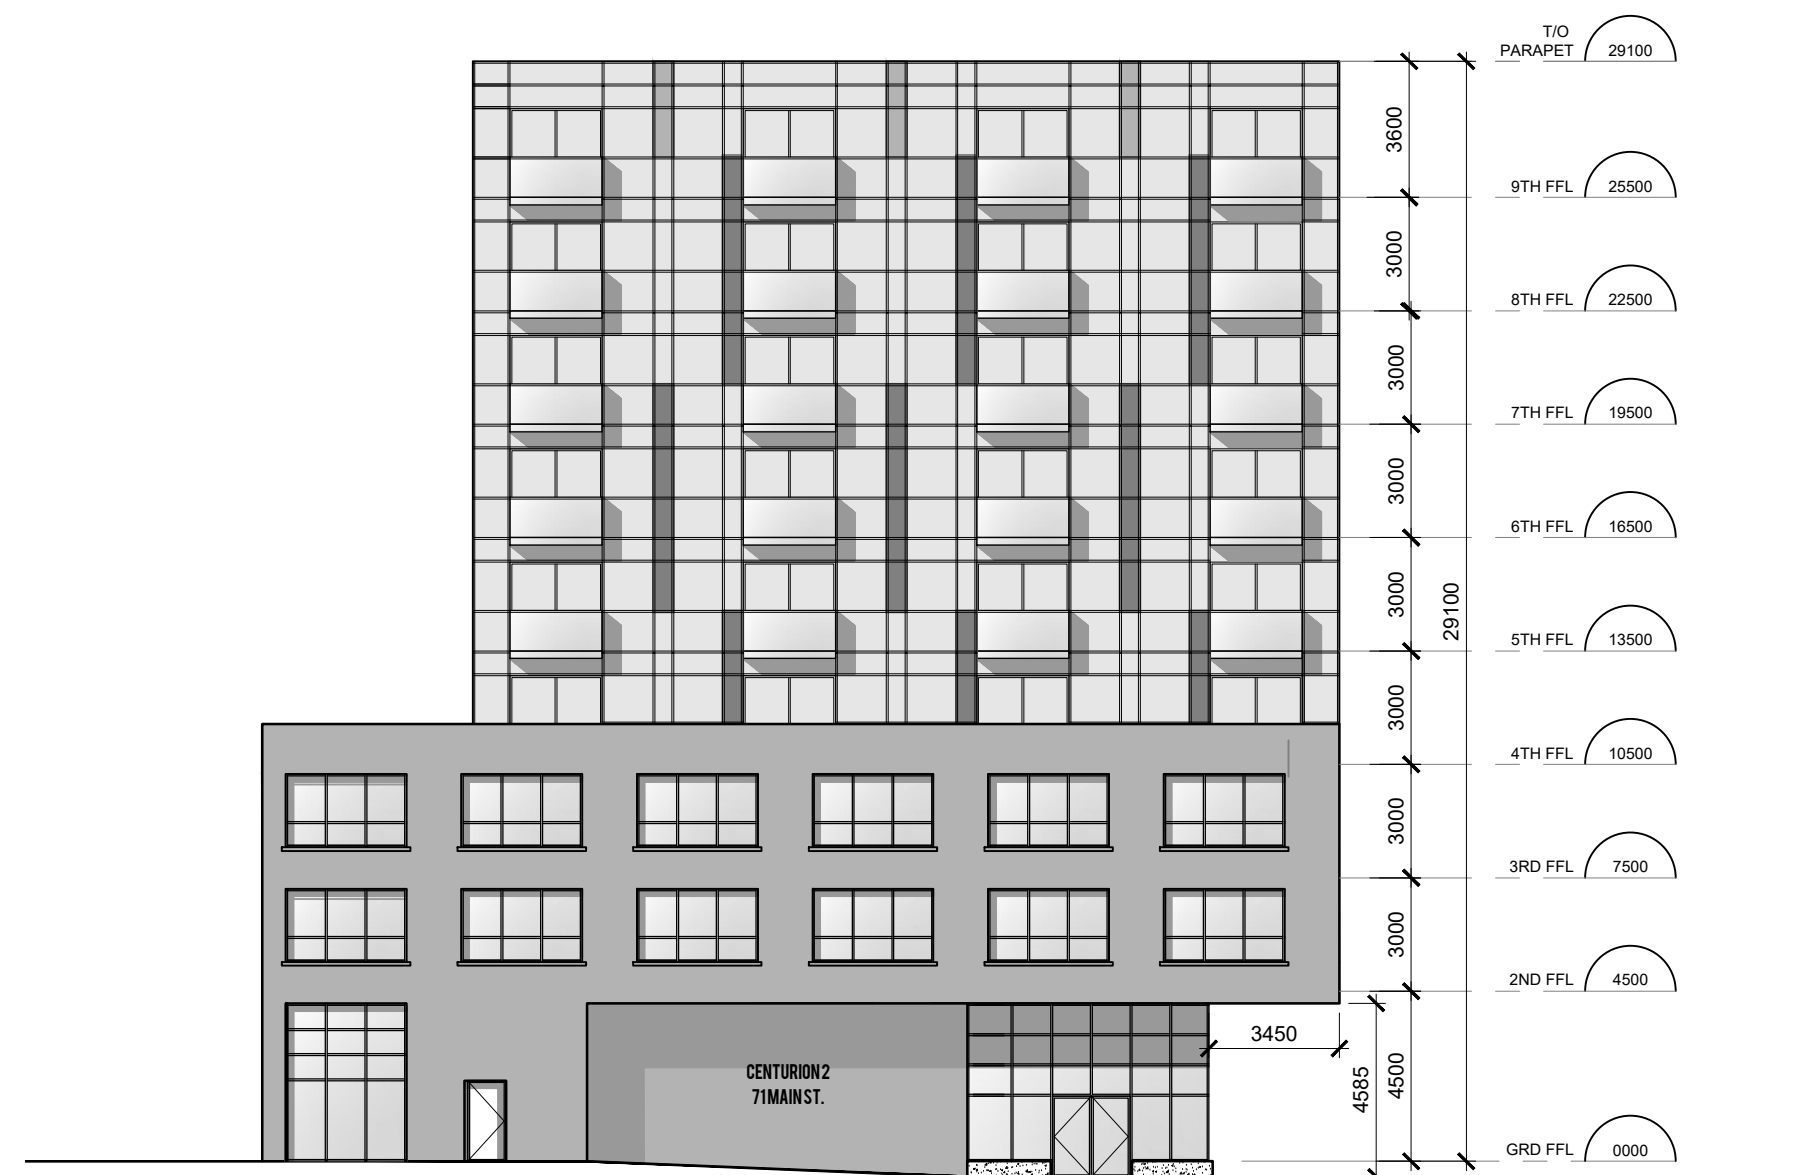 T/O
PARAPET 29100
3600
9TH FFL 25500
3000
8TH FFL 22500
3000
7TH FFL 19500
3000
6TH FFL 16500
3000
29100
5TH FFL 13500
3000
4TH FFL 10500
3000
3RD FFL 7500
3000
2ND FFL 4500
3450
4585
4500
CENTURION 2
71 MAIN ST.
GRD FFL 0000